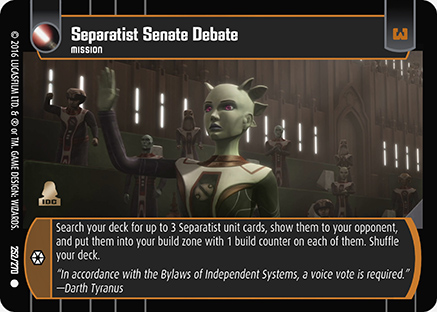 Separatist Senate Debate
MISSION
© 2016 LUCASFILM LTD. & ® or TM. GAME DESIGN: WIZARDS.
IDC
Search your deck for up to 3 Separatist unit cards, show them to your opponent,
and put them into your build zone with 1 build counter on each of them. Shuffle
your deck.
"In accordance with the Bylaws of Independent Systems, a voice vote is required."
—Darth Tyranus
252/270